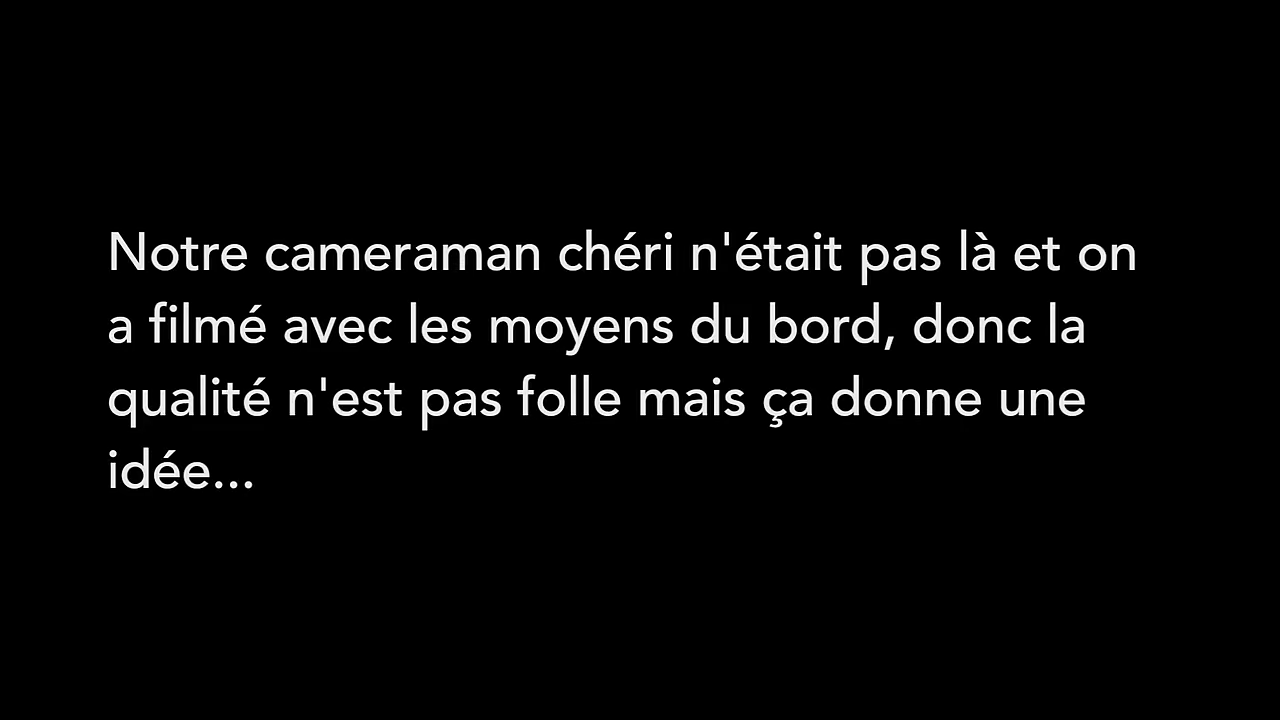 Notre cameraman chéri n'était pas là et on
a filmé avec les moyens du bord, donc la
qualité n'est pas folle mais ça donne une
idée...